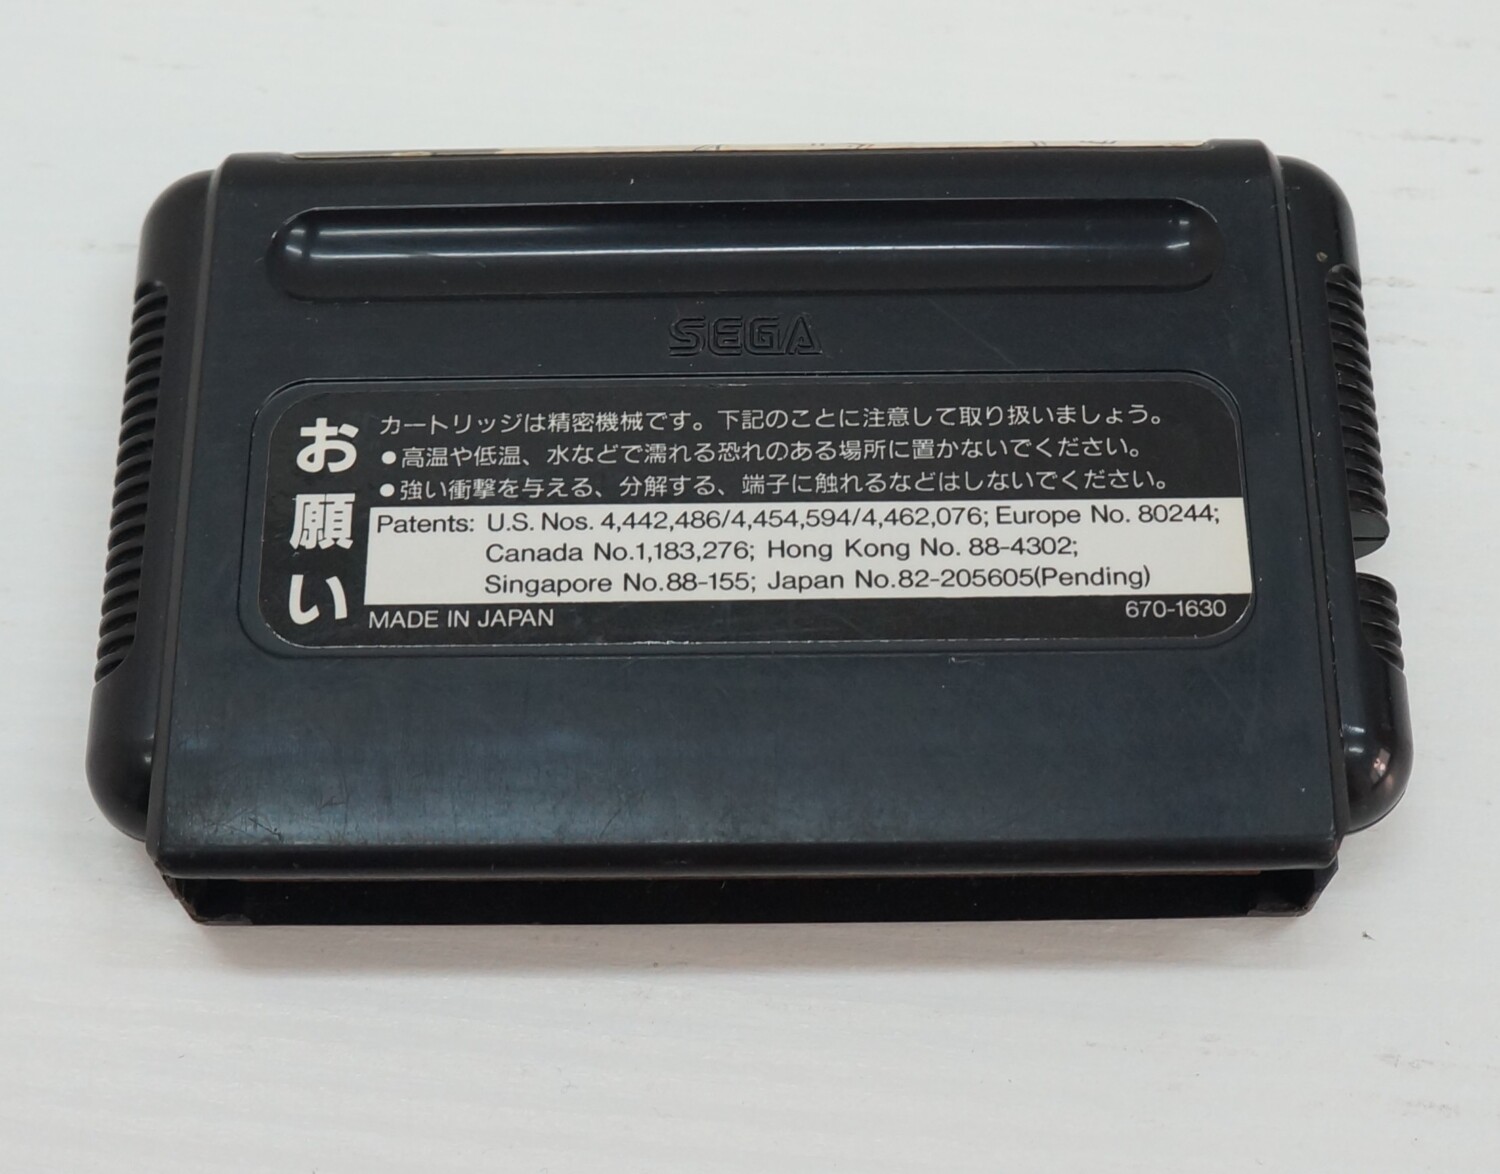 SEGA
お願い
カートリッジは精密機械です。下記のことに注意して取り扱いましょう。
●高温や低温、水などで濡れる恐れのある場所に置かないでください。
●強い衝撃を与える、分解する、端子に触れるなどはしないでください。
Patents: U.S. Nos. 4,442,486/4,454,594/4,462,076; Europe No. 80244;
Canada No.1,183,276; Hong Kong No. 88-4302;
Singapore No.88-155; Japan No.82-205605(Pending)
MADE IN JAPAN
670-1630